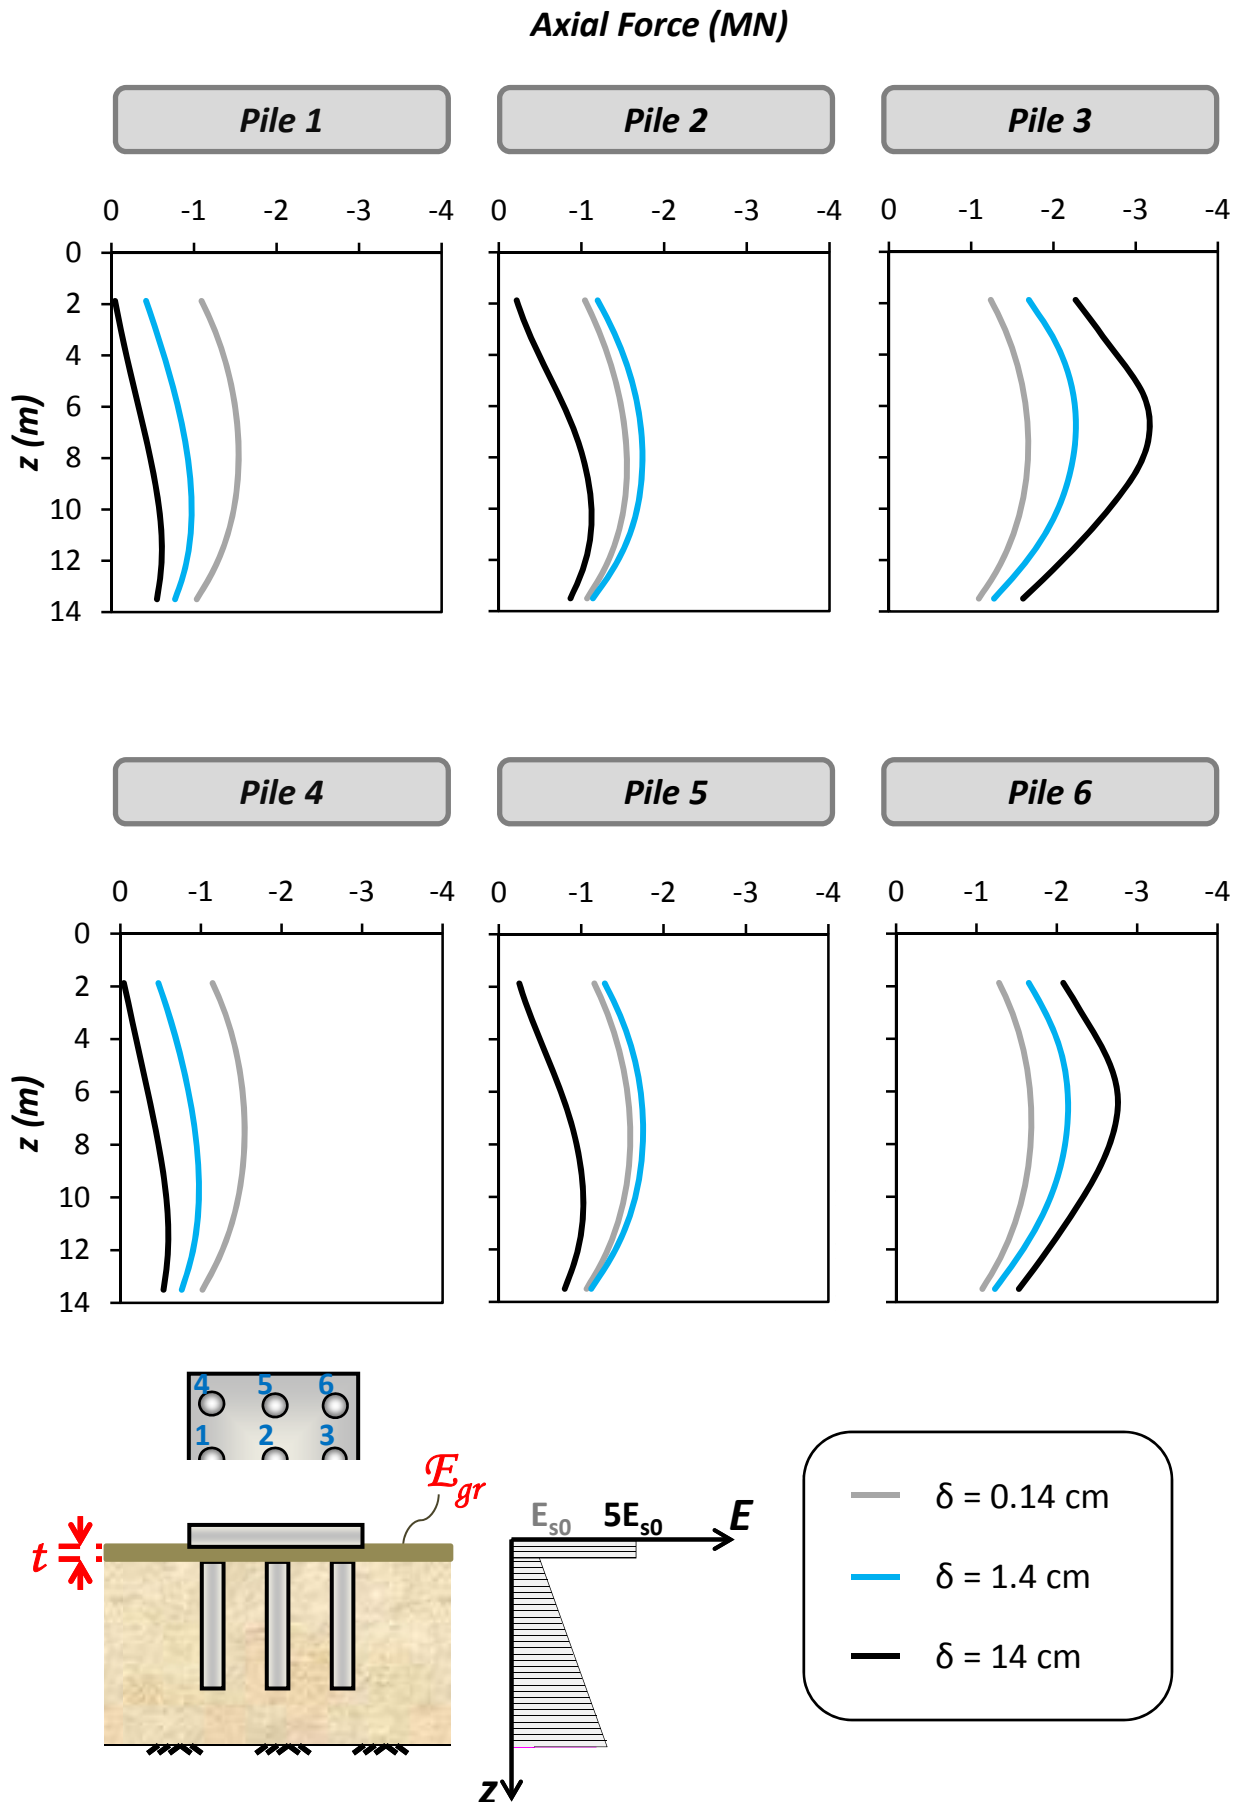 Axial Force (MN)
Pile 1 Pile 2 Pile 3
0 -1 -2 -3 -4 0 -1 -2 -3 -4 0 -1 -2 -3 -4
0
2
4
6
8
10
12
14
z (m)
Pile 4 Pile 5 Pile 6
0 -1 -2 -3 -4 0 -1 -2 -3 -4 0 -1 -2 -3 -4
0
2
4
6
8
10
12
14
z (m)
4 5 6
1 2 3
E_gr
t
E_s0 5E_s0 E
z
δ = 0.14 cm
δ = 1.4 cm
δ = 14 cm